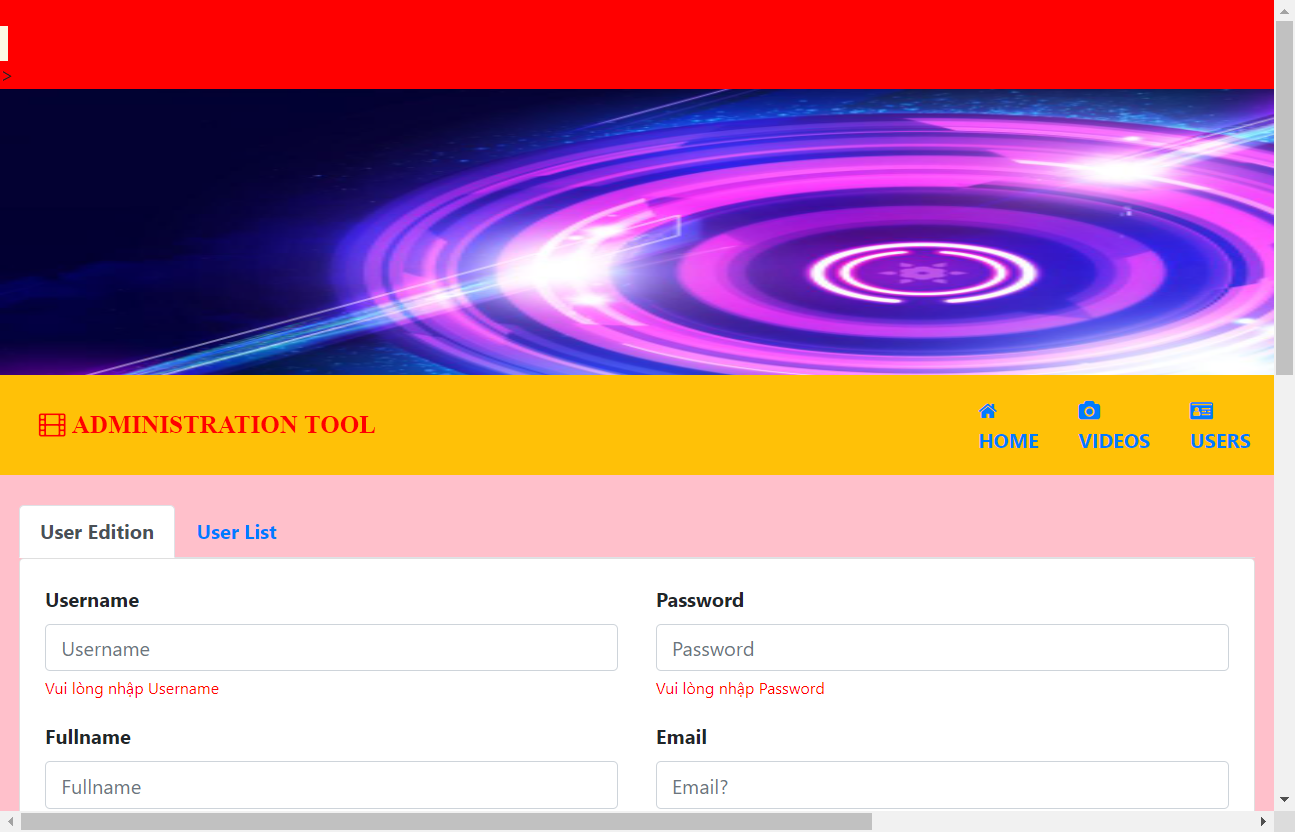 >
ADMINISTRATION TOOL
HOME
VIDEOS
USERS
User Edition
User List
Username
Password
Username
Password
Vui lòng nhập Username
Vui lòng nhập Password
Fullname
Email
Fullname
Email?